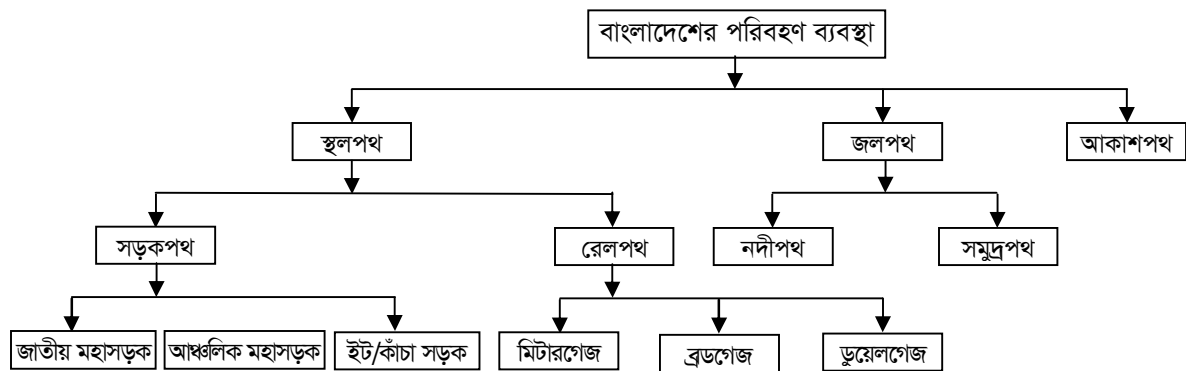 বাংলাদেশের পরিবহণ ব্যবস্থা
স্থলপথ
জলপথ
আকাশপথ
সড়কপথ
রেলপথ
নদীপথ
সমুদ্রপথ
জাতীয় মহাসড়ক
আঞ্চলিক মহাসড়ক
ইট/কাঁচা সড়ক
মিটারগেজ
ব্রডগেজ
ডুয়েলগেজ